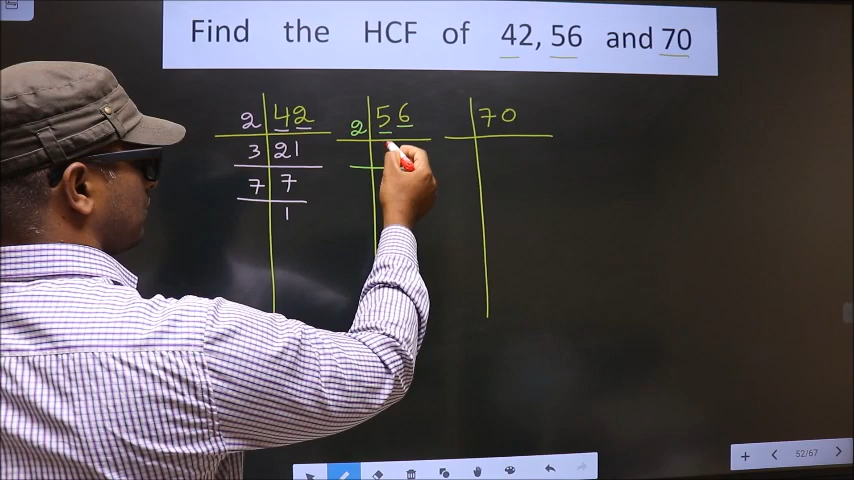 Find the HCF of 42, 56 and 70
2 42 2 56 70
3 21
7 7
1
52/67